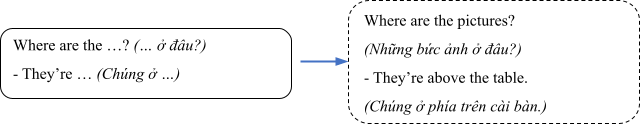 Where are the …? (… ở đâu?)
- They’re … (Chúng ở …)
Where are the pictures?
(Những bức ảnh ở đâu?)
- They’re above the table.
(Chúng ở phía trên cài bàn.)